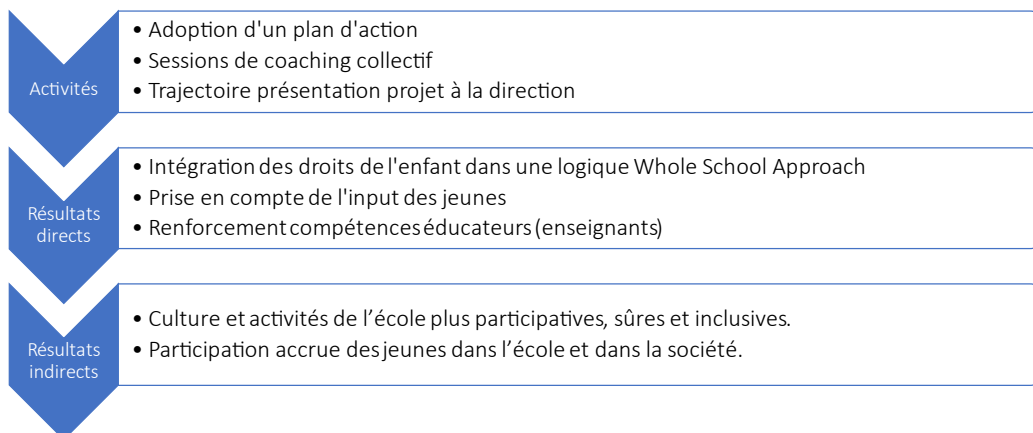 Activités
• Adoption d'un plan d'action
• Sessions de coaching collectif
• Trajectoire présentation projet à la direction
Résultats
directs
• Intégration des droits de l'enfant dans une logique Whole School Approach
• Prise en compte de l'input des jeunes
• Renforcement compétences éducateurs (enseignants)
Résultats
indirects
• Culture et activités de l’école plus participatives, sûres et inclusives.
• Participation accrue des jeunes dans l’école et dans la société.